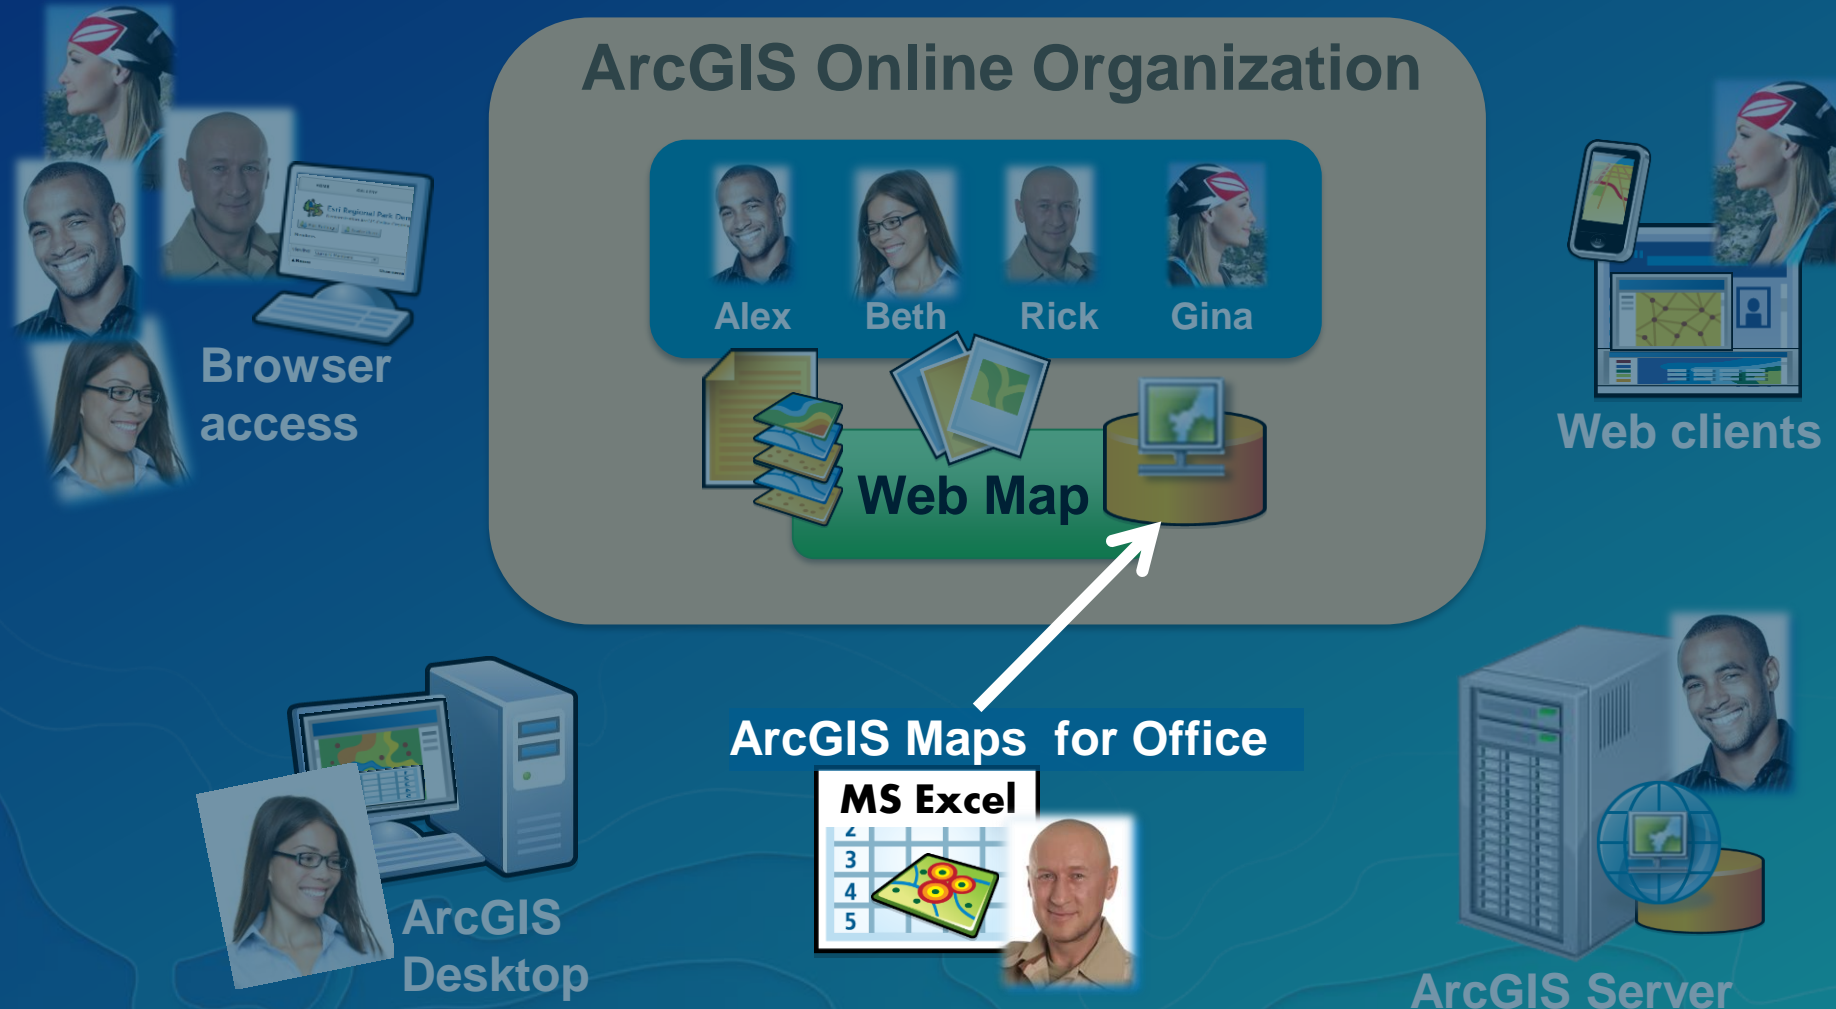 ArcGIS Online Organization
Alex Beth Rick Gina
Browser
access
Web Map
Web clients
ArcGIS Maps for Office
MS Excel
2
3
4
5
ArcGIS
Desktop
ArcGIS Server